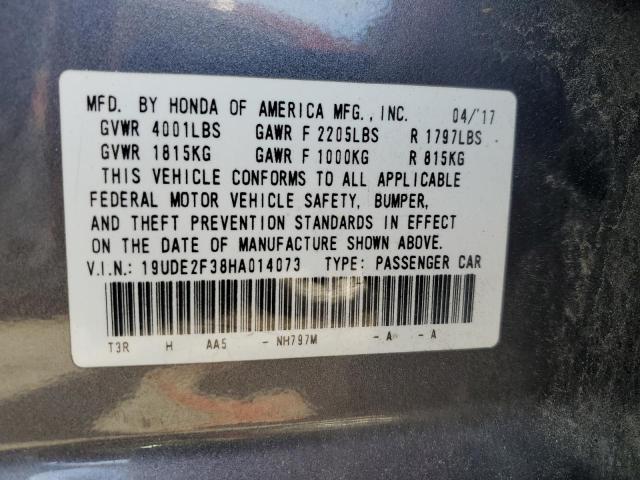 MFD. BY HONDA OF AMERICA MFG., INC. 04/'17
GVWR 4001LBS GAWR F 2205LBS R 1797LBS
GVWR 1815KG GAWR F 1000KG R 815KG
THIS VEHICLE CONFORMS TO ALL APPLICABLE
FEDERAL MOTOR VEHICLE SAFETY, BUMPER,
AND THEFT PREVENTION STANDARDS IN EFFECT
ON THE DATE OF MANUFACTURE SHOWN ABOVE.
V.I.N.: 19UDE2F38HA014073 TYPE: PASSENGER CAR
T3R H AA5 - NH797M - A - A